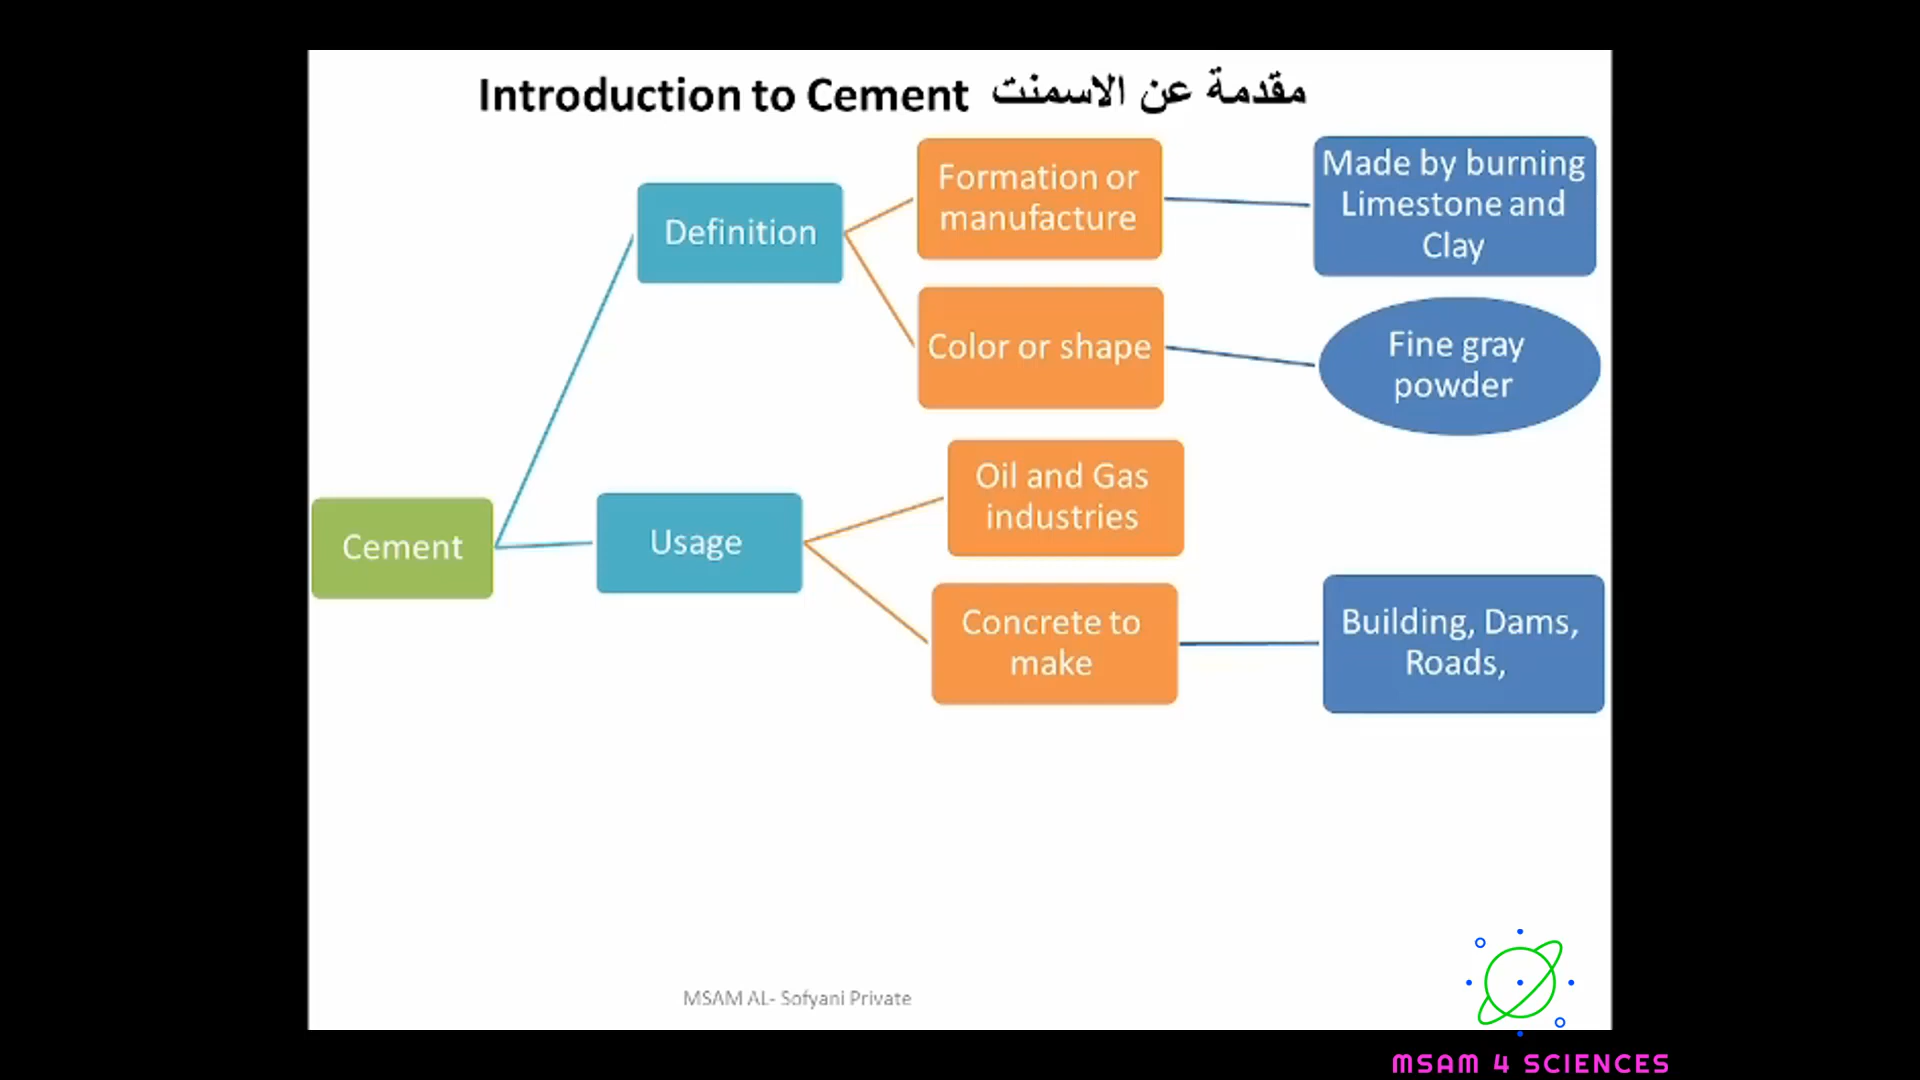 Introduction to Cement مقدمة عن الاسمنت
Cement
Definition
Formation or
manufacture
Made by burning
Limestone and
Clay
Color or shape
Fine gray
powder
Usage
Oil and Gas
industries
Concrete to
make
Building, Dams,
Roads,
MSAM AL- Sofyani Private
MSAM 4 SCIENCES